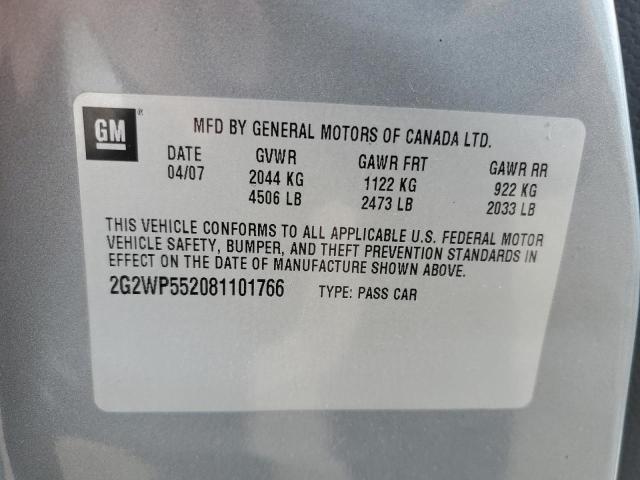 GM ®
MFD BY GENERAL MOTORS OF CANADA LTD.
DATE GVWR GAWR FRT GAWR RR
04/07 2044 KG 1122 KG 922 KG
4506 LB 2473 LB 2033 LB
THIS VEHICLE CONFORMS TO ALL APPLICABLE U.S. FEDERAL MOTOR
VEHICLE SAFETY, BUMPER, AND THEFT PREVENTION STANDARDS IN
EFFECT ON THE DATE OF MANUFACTURE SHOWN ABOVE.
2G2WP552081101766 TYPE: PASS CAR